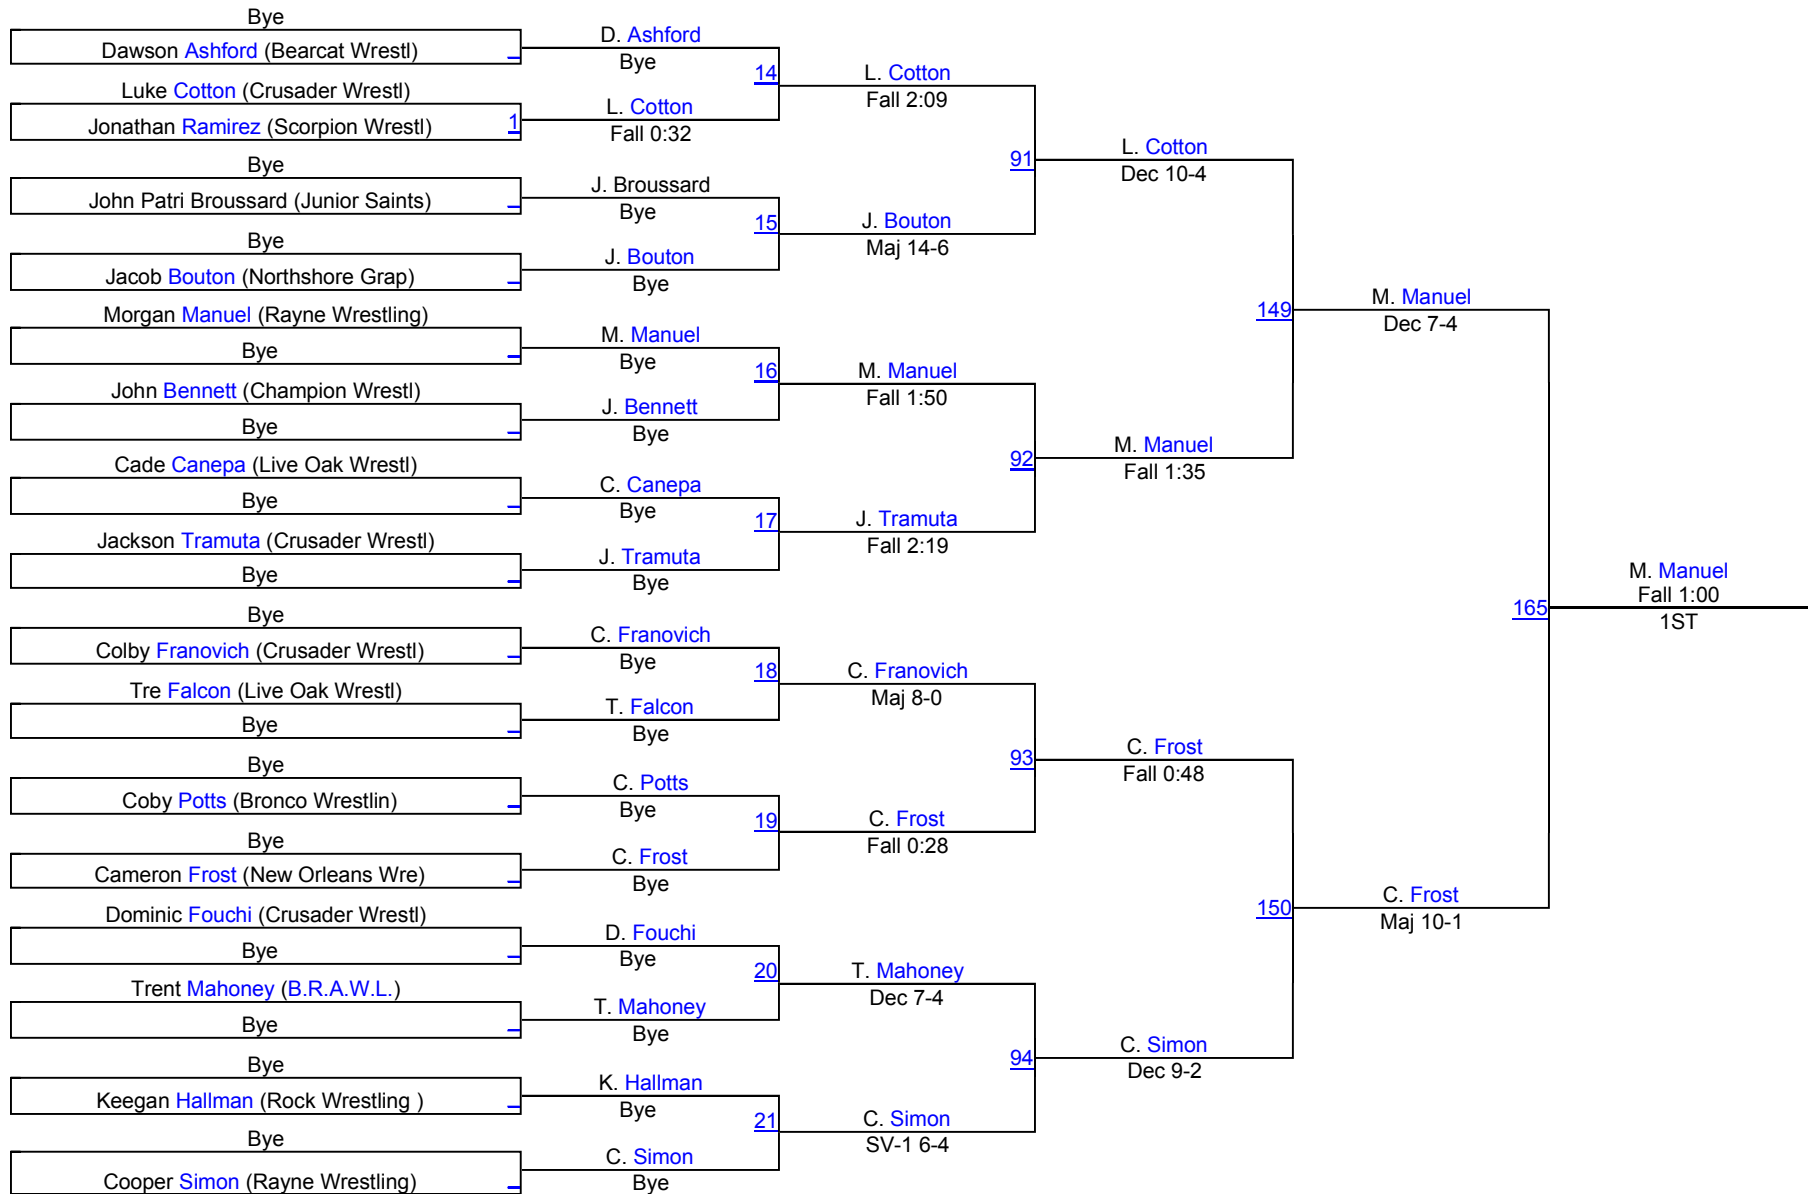 Bye
Dawson Ashford (Bearcat Wrestl)
Luke Cotton (Crusader Wrestl)
Jonathan Ramirez (Scorpion Wrestl)
1
Bye
John Patri Broussard (Junior Saints)
Bye
Jacob Bouton (Northshore Grap)
Morgan Manuel (Rayne Wrestling)
Bye
John Bennett (Champion Wrestl)
Bye
Cade Canepa (Live Oak Wrestl)
Bye
Jackson Tramuta (Crusader Wrestl)
Bye
Bye
Colby Franovich (Crusader Wrestl)
Tre Falcon (Live Oak Wrestl)
Bye
Bye
Coby Potts (Bronco Wrestlin)
Bye
Cameron Frost (New Orleans Wre)
Dominic Fouchi (Crusader Wrestl)
Bye
Trent Mahoney (B.R.A.W.L.)
Bye
Bye
Keegan Hallman (Rock Wrestling )
Bye
Cooper Simon (Rayne Wrestling)
D. Ashford
Bye
14
L. Cotton
Fall 0:32
J. Broussard
Bye
15
J. Bouton
Bye
M. Manuel
Bye
16
J. Bennett
Bye
C. Canepa
Bye
17
J. Tramuta
Bye
C. Franovich
Bye
18
T. Falcon
Bye
C. Potts
Bye
19
C. Frost
Bye
D. Fouchi
Bye
20
T. Mahoney
Bye
K. Hallman
Bye
21
C. Simon
Bye
L. Cotton
Fall 2:09
91
J. Bouton
Maj 14-6
M. Manuel
Fall 1:50
92
J. Tramuta
Fall 2:19
C. Franovich
Maj 8-0
93
C. Frost
Fall 0:28
T. Mahoney
Dec 7-4
94
C. Simon
SV-1 6-4
L. Cotton
Dec 10-4
149
M. Manuel
Fall 1:35
C. Frost
Fall 0:48
150
C. Simon
Dec 9-2
M. Manuel
Dec 7-4
165
C. Frost
Maj 10-1
M. Manuel
Fall 1:00
1ST